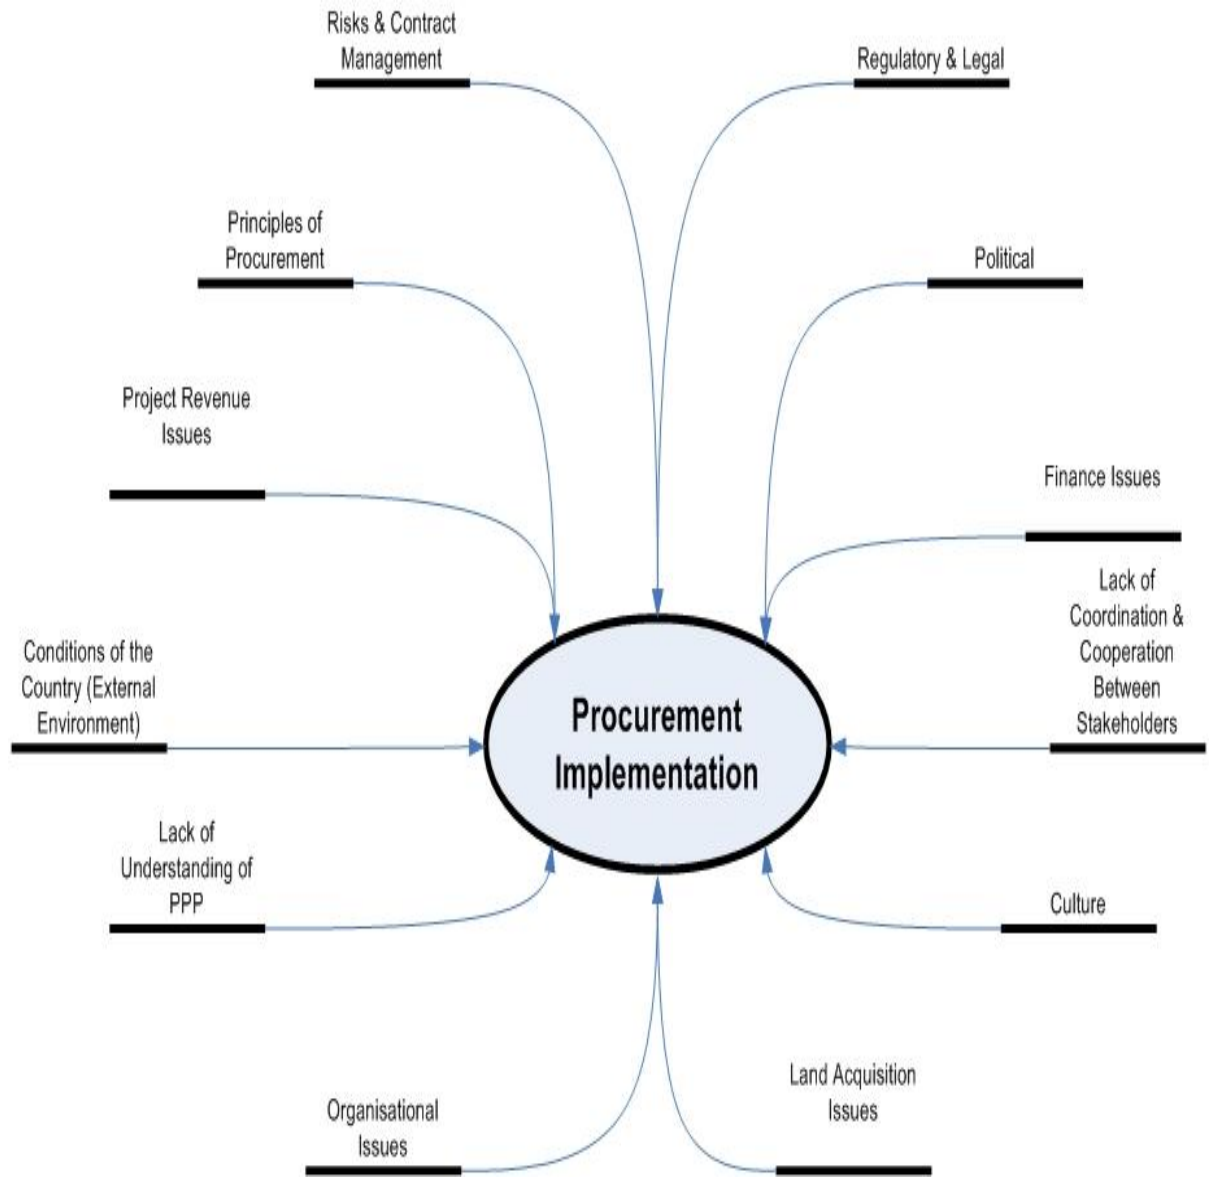 Risks & Contract
Management
Regulatory & Legal
Principles of
Procurement
Political
Project Revenue
Issues
Finance Issues
Lack of
Coordination &
Cooperation
Between
Stakeholders
Conditions of the
Country (External
Environment)
Procurement
Implementation
Lack of
Understanding of
PPP
Culture
Organisational
Issues
Land Acquisition
Issues